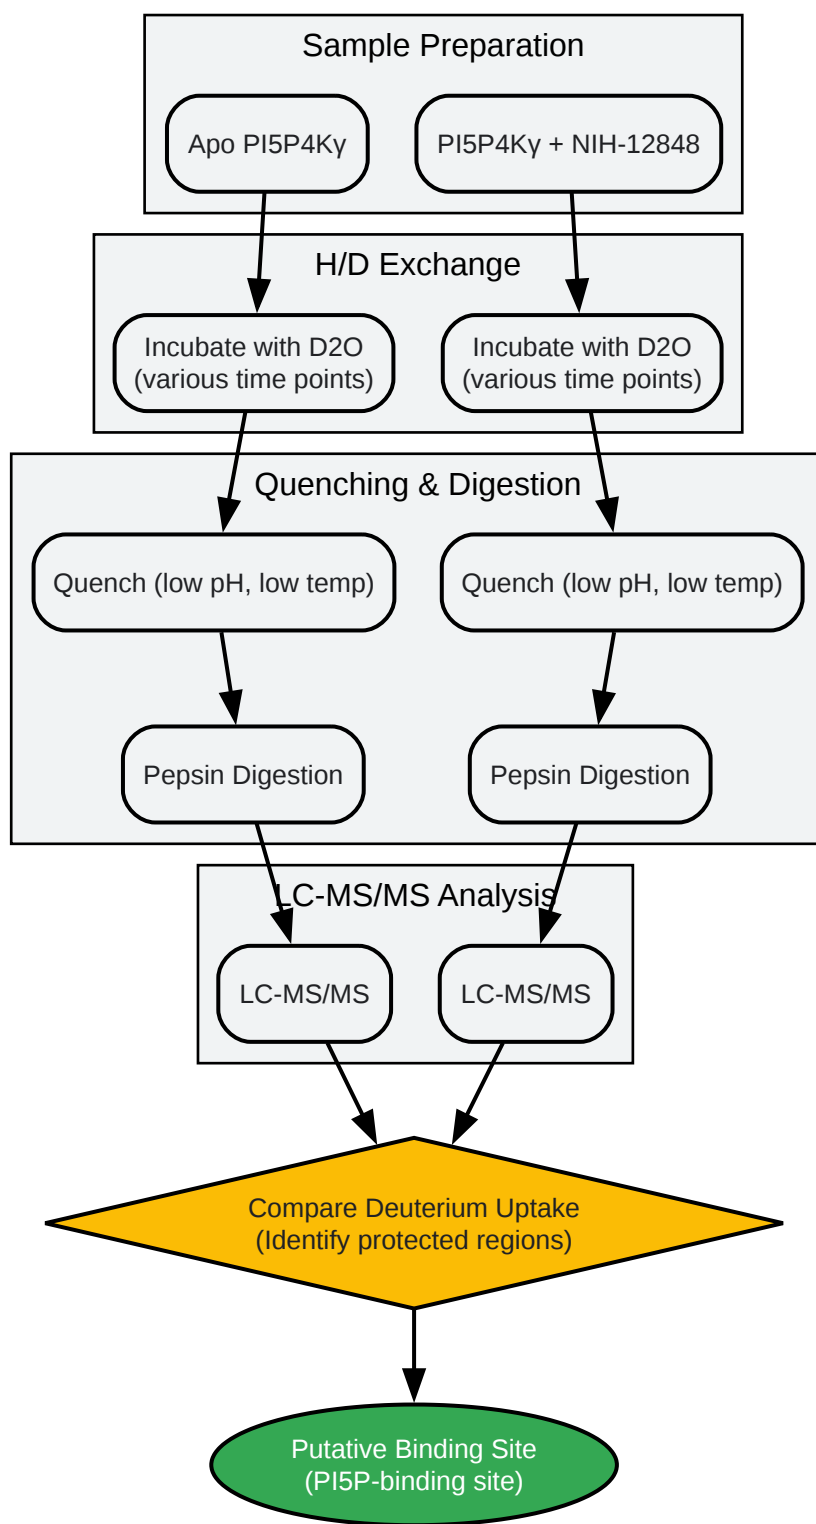 Sample Preparation
Apo PI5P4Kγ
PI5P4Kγ + NIH-12848
H/D Exchange
Incubate with D2O
(various time points)
Incubate with D2O
(various time points)
Quenching & Digestion
Quench (low pH, low temp)
Quench (low pH, low temp)
Pepsin Digestion
Pepsin Digestion
LC-MS/MS Analysis
LC-MS/MS
LC-MS/MS
Compare Deuterium Uptake
(Identify protected regions)
Putative Binding Site
(PI5P-binding site)